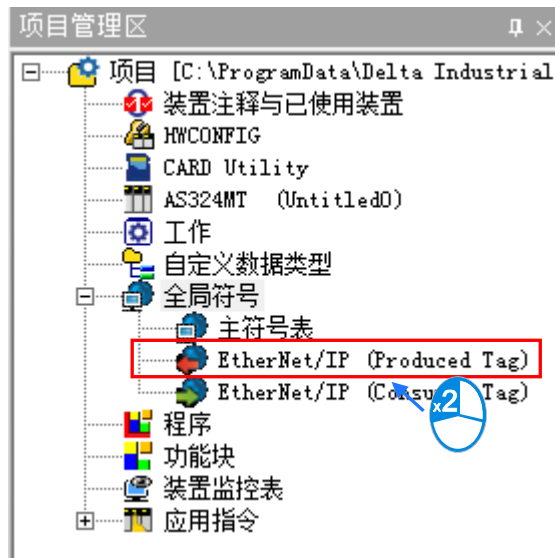 项目管理区
项目 [C:\ProgramData\Delta Industrial
装置注释与已使用装置
HWCONFIG
CARD Utility
AS324MT (Untitled0)
工作
自定义数据类型
全局符号
主符号表
EtherNet/IP (Produced Tag)
EtherNet/IP (Consu Tag)
x2
程序
功能块
装置监控表
应用指令